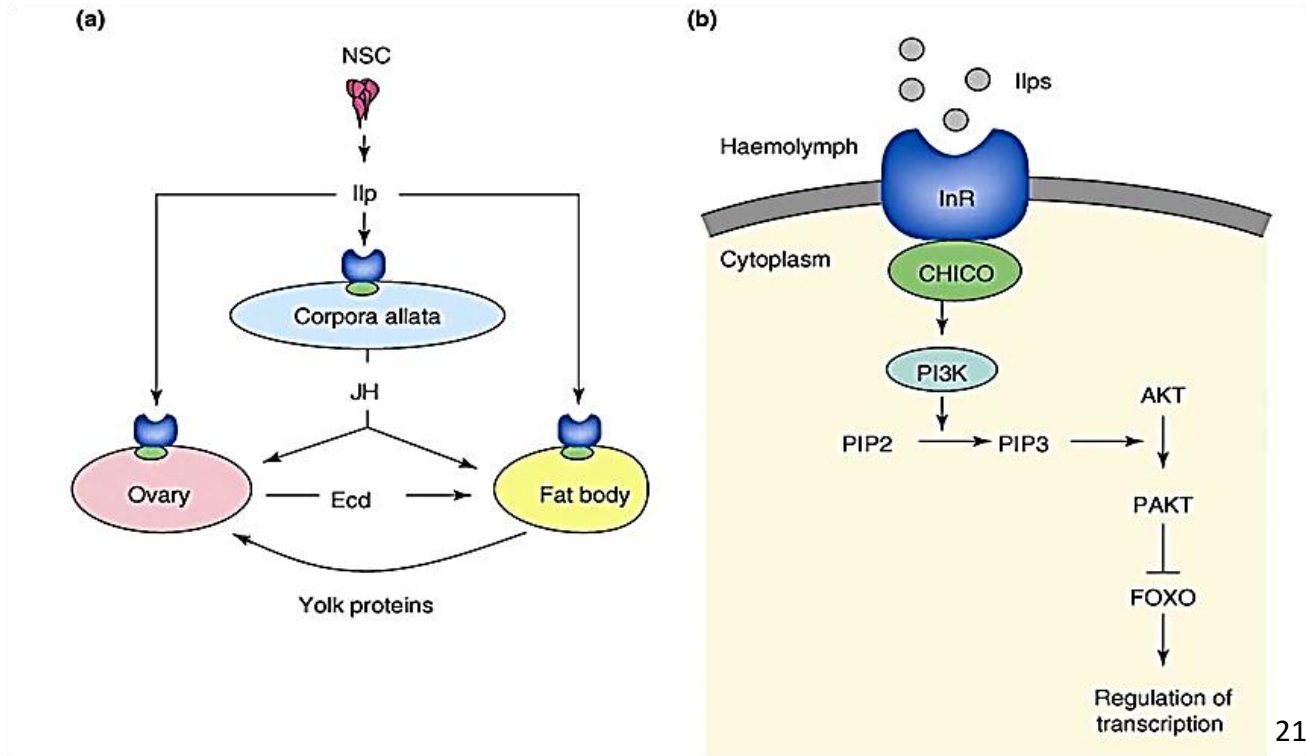 (a)
NSC
Ilp
Corpora allata
JH
Ovary
Ecd
Fat body
Yolk proteins
(b)
Ilps
Haemolymph
InR
Cytoplasm
CHICO
PI3K
AKT
PIP2
PIP3
PAKT
FOXO
Regulation of
transcription
21